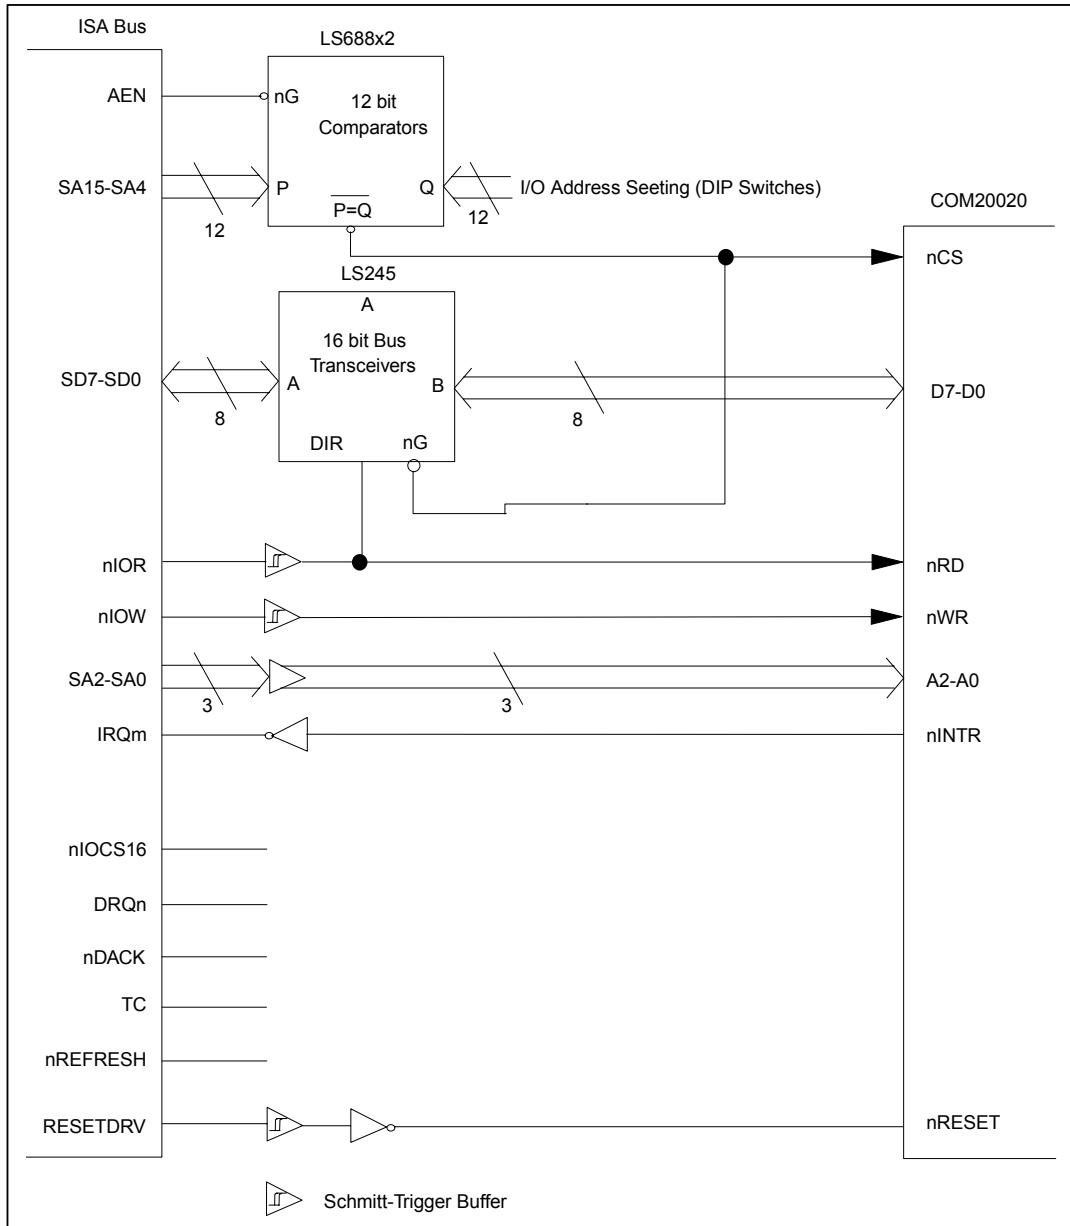 ISA Bus
LS688x2
AEN
nG
12 bit
Comparators
SA15-SA4
P
Q
I/O Address Seeting (DIP Switches)
12
P=Q
12
COM20020
nCS
LS245
A
16 bit Bus
Transceivers
SD7-SD0
A
B
D7-D0
8
8
DIR
nG
nIOR
nRD
nIOW
nWR
SA2-SA0
A2-A0
3
3
IRQm
nINTR
nIOCS16
DRQn
nDACK
TC
nREFRESH
RESETDRV
nRESET
Schmitt-Trigger Buffer